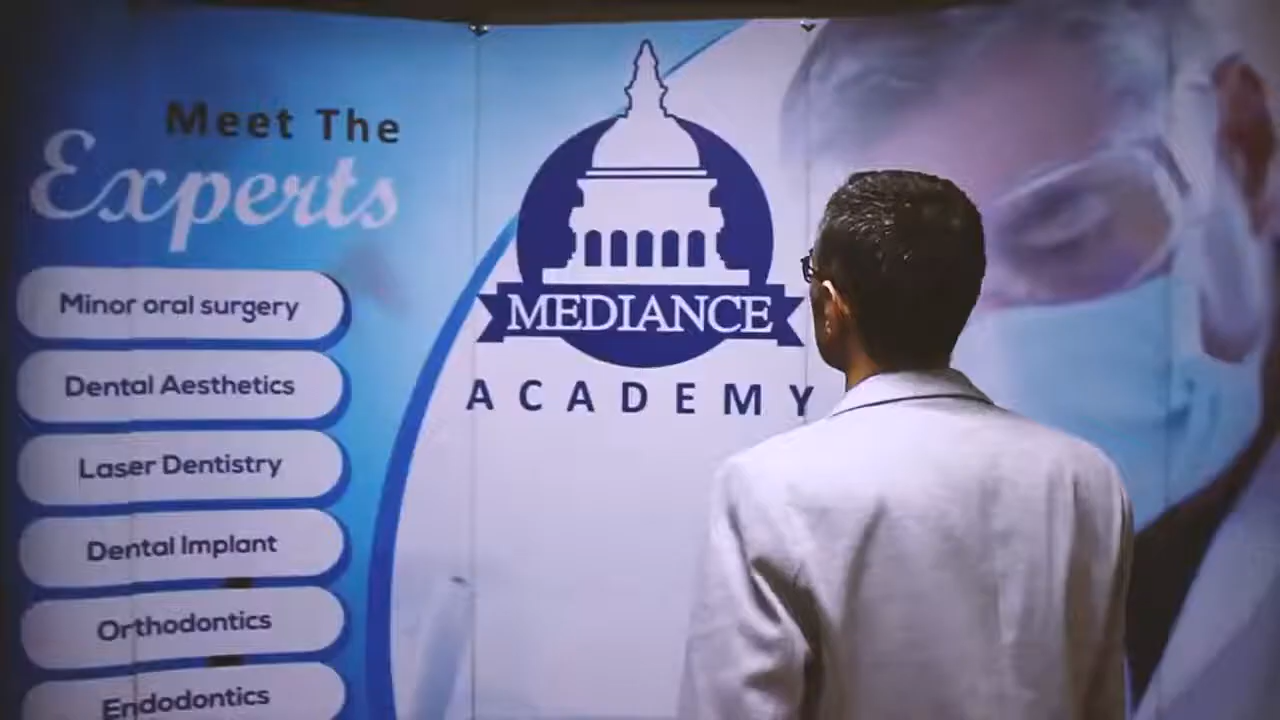 Meet The
Experts
Minor oral surgery
Dental Aesthetics
Laser Dentistry
Dental Implant
Orthodontics
Endodontics
MEDIANCE
ACADEMY